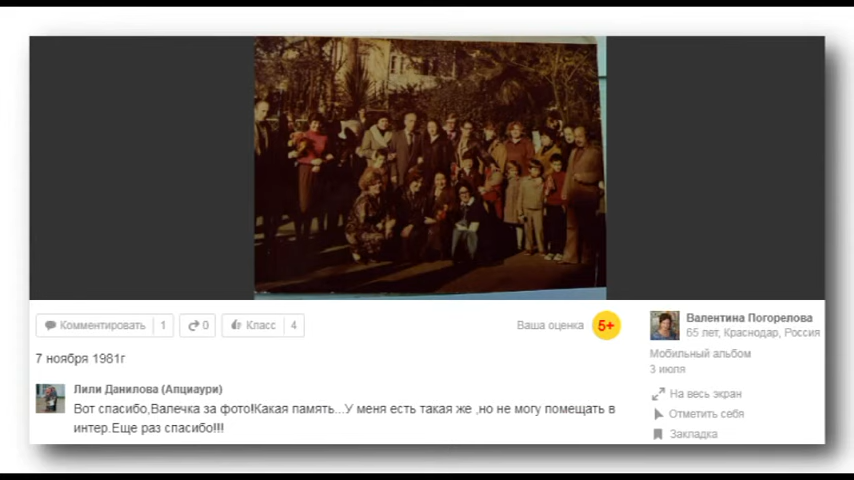 Комментировать 1
0
Класс 4
Ваша оценка 5+
7 ноября 1981г
Лили Данилова (Апциаури)
Вот спасибо,Валечка за фото!Какая память...У меня есть такая же ,но не могу помещать в
интер.Еще раз спасибо!!!
Валентина Погорелова
65 лет, Краснодар, Россия
Мобильный альбом
3 июля
На весь экран
Отметить себя
Закладка